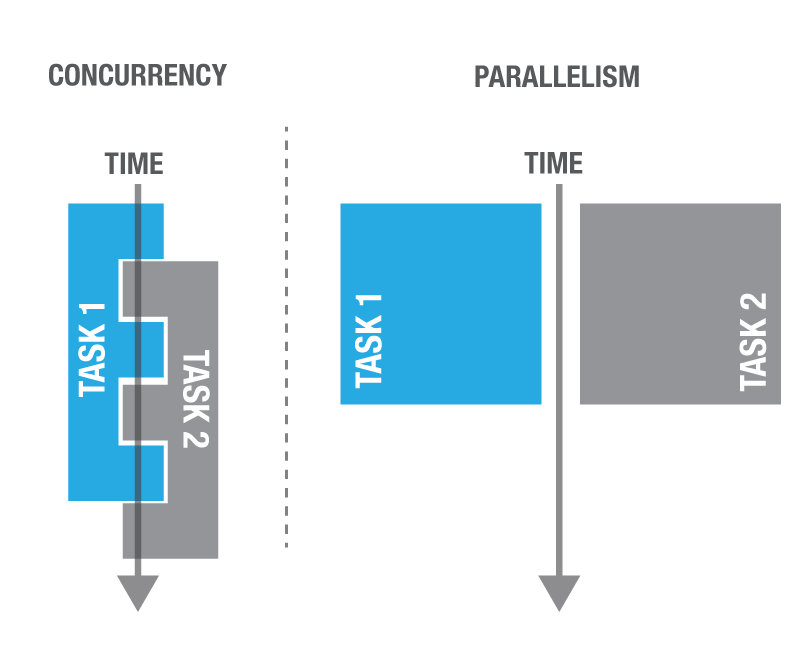 CONCURRENCY
TIME
TASK 1
TASK 2
PARALLELISM
TIME
TASK 1
TASK 2